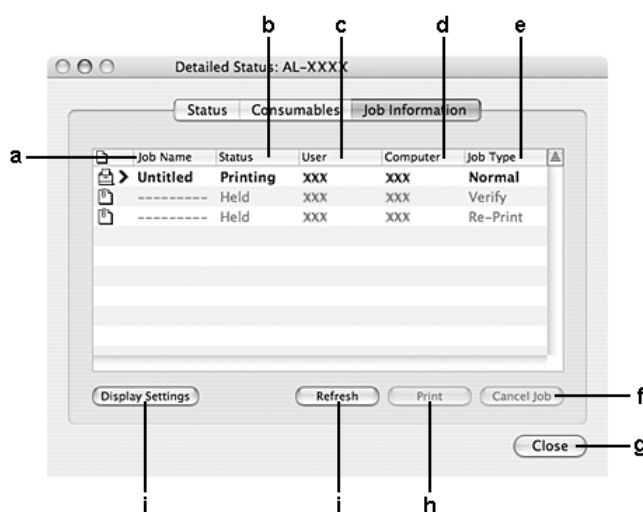 b c d e
Detailed Status: AL-XXXX
Status Consumables Job Information
a Job Name Status User Computer Job Type
Untitled Printing XXX XXX Normal
--------- Held XXX XXX Verify
--------- Held XXX XXX Re-Print
Display Settings Refresh Print Cancel Job f
Close g
j i h